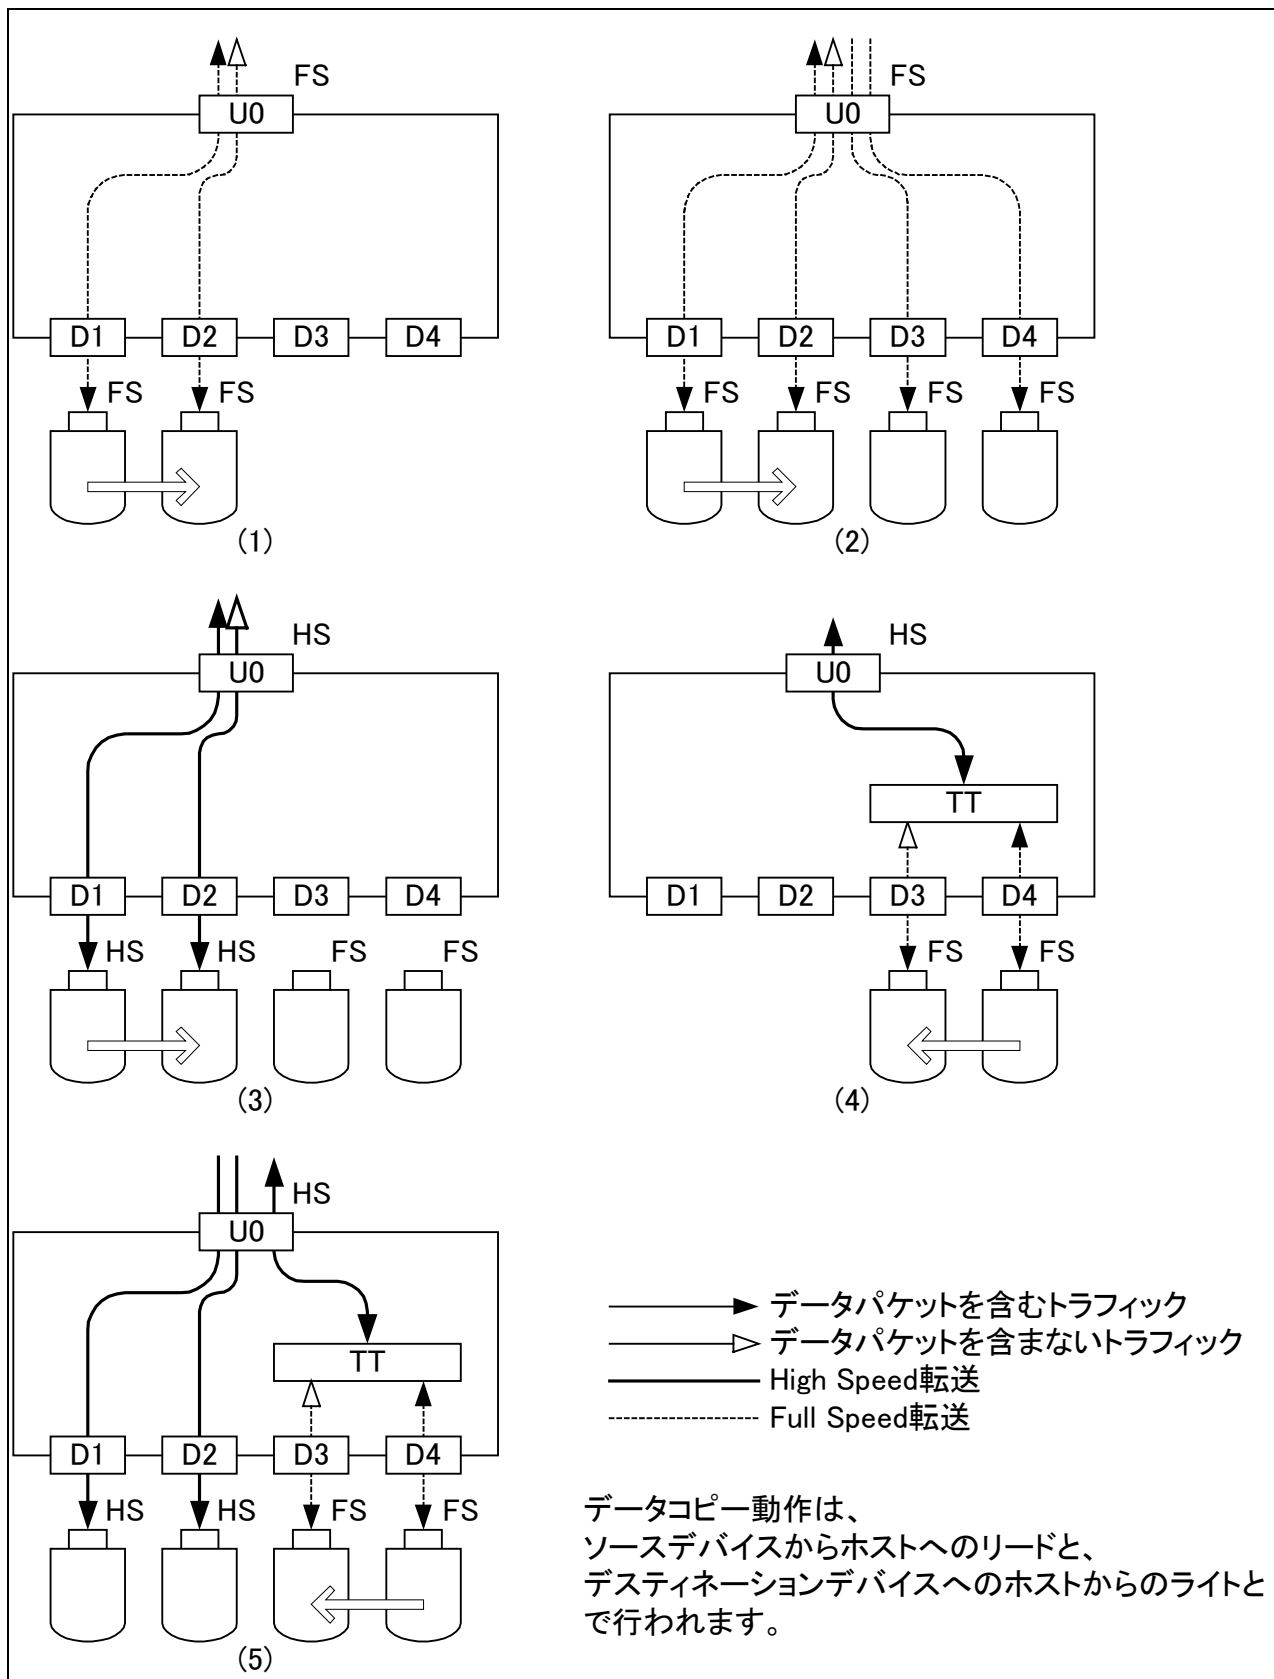 FS FS
U0 U0
D1 D2 D3 D4 D1 D2 D3 D4
FS FS FS FS FS FS
(1) (2)
HS HS
U0 U0
TT
D1 D2 D3 D4 D1 D2 D3 D4
HS HS FS FS FS FS
(3) (4)
HS
U0
TT
D1 D2 D3 D4
HS HS FS FS
(5)
データパケットを含むトラフィック
データパケットを含まないトラフィック
High Speed転送
Full Speed転送
データコピー動作は、
ソースデバイスからホストへのリードと、
デスティネーションデバイスへのホストからのライトと
で行われます。